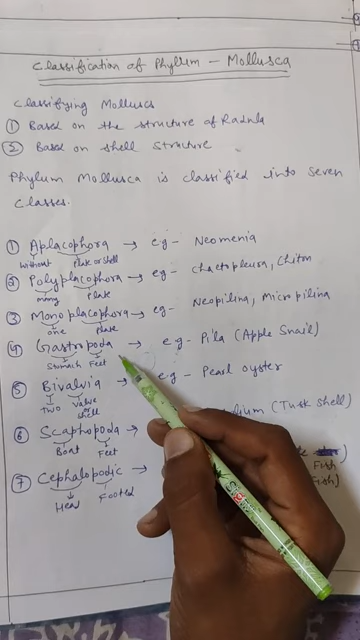 Classification of Phylum - Mollusca
Classifying Molluscs
① Based on the structure of Radula
② Based on shell structure
Phylum Mollusca is classified into seven
classes.
① Aplacophora → eg - Neomenia
without Plate or shell
② Polyplacophora → eg - Chaetopleura, Chiton
many Plate
③ Monoplacophora → eg - Neopilina, Micropilina
one Plate
④ Gastropoda → eg - Pila (Apple Snail)
Stomach Feet
⑤ Bivalvia → eg - Pearl oyster
Two valve
shell
(Tusk Shell)
⑥ Scaphopoda →
Boat Feet
Fish
⑦ Cephalopodic →
Fish)
Head Footed